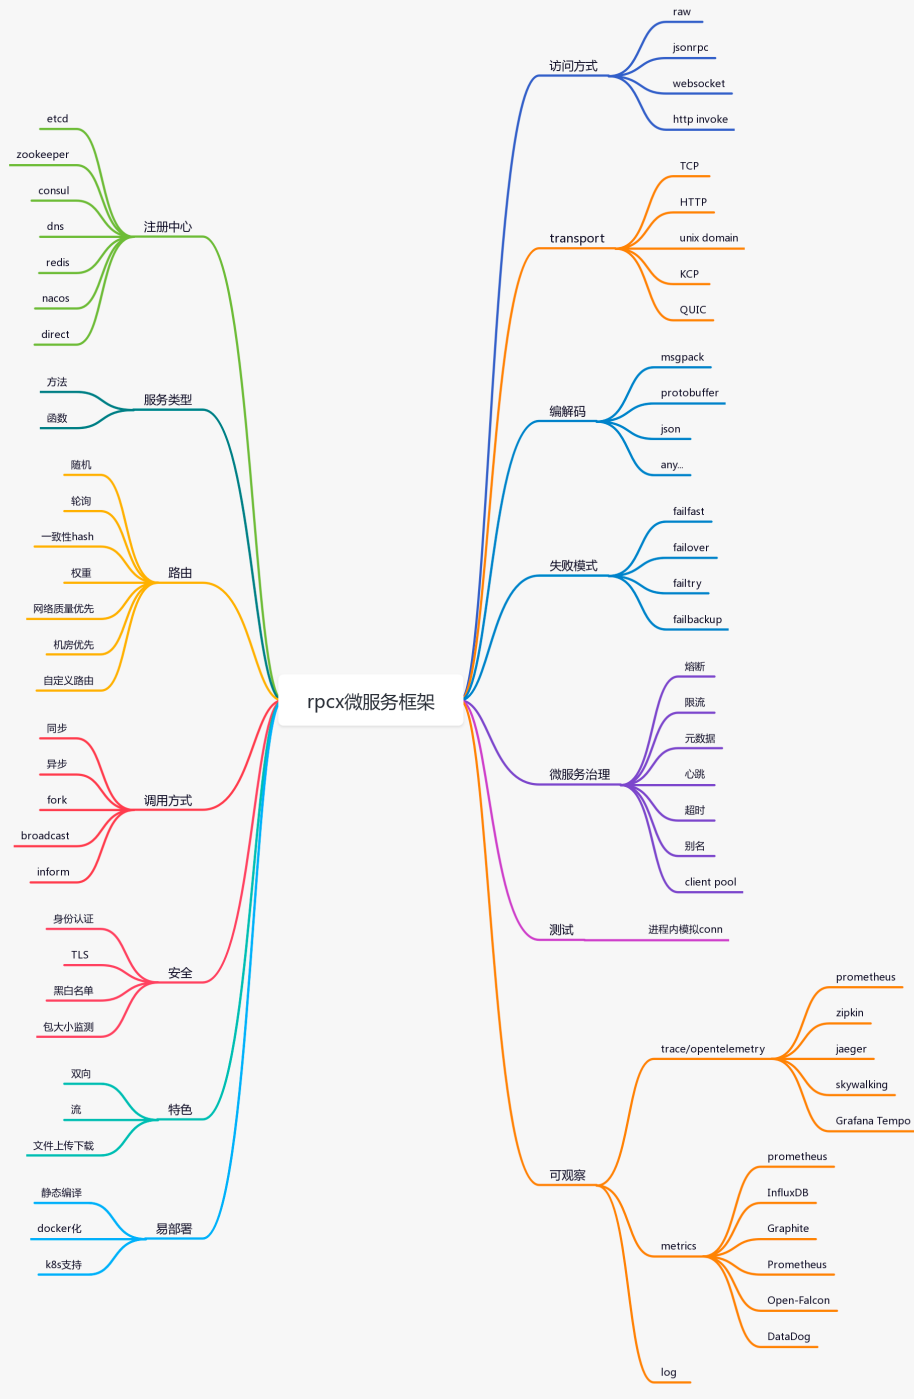 rpcx微服务框架
注册中心
etcd
zookeeper
consul
dns
redis
nacos
direct
服务类型
方法
函数
路由
随机
轮询
一致性hash
权重
网络质量优先
机房优先
自定义路由
调用方式
同步
异步
fork
broadcast
inform
安全
身份认证
TLS
黑白名单
包大小监测
特色
双向
流
文件上传下载
易部署
静态编译
docker化
k8s支持
访问方式
raw
jsonrpc
websocket
http invoke
transport
TCP
HTTP
unix domain
KCP
QUIC
编解码
msgpack
protobuffer
json
any...
失败模式
failfast
failover
failtry
failbackup
微服务治理
熔断
限流
元数据
心跳
超时
别名
client pool
测试
进程内模拟conn
可观察
trace/opentelemetry
prometheus
zipkin
jaeger
skywalking
Grafana Tempo
metrics
prometheus
InfluxDB
Graphite
Prometheus
Open-Falcon
DataDog
log